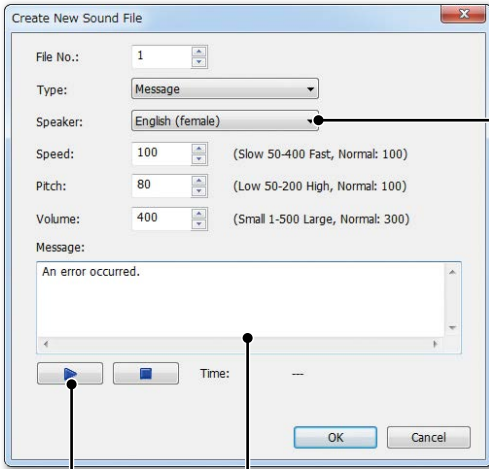 Create New Sound File
File No.: 1
Type: Message
Speaker: English (female)
Speed: 100 (Slow 50-400 Fast, Normal: 100)
Pitch: 80 (Low 50-200 High, Normal: 100)
Volume: 400 (Small 1-500 Large, Normal: 300)
Message:
An error occurred.
Time: ---
OK Cancel